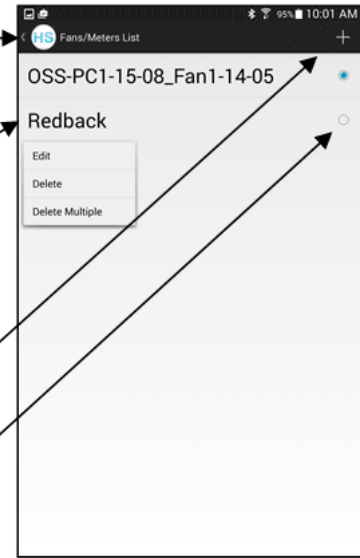 95% 10:01 AM
HS Fans/Meters List +
OSS-PC1-15-08_Fan1-14-05
Redback
Edit
Delete
Delete Multiple